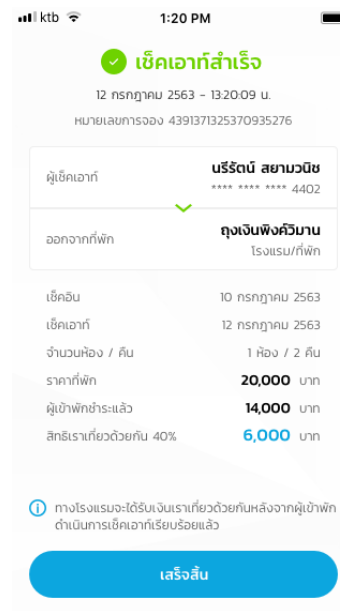 ktb 1:20 PM
เช็คเอาท์สำเร็จ
12 กรกฎาคม 2563 - 13:20:09 น.
หมายเลขการจอง 4391371325370935276
ผู้เช็คเอาท์ นรีรัตน์ สยามวนิช
**** **** **** 4402
ออกจากที่พัก ถุงเงินพิงค์วิมาน
โรงแรม/ที่พัก
เช็คอิน 10 กรกฎาคม 2563
เช็คเอาท์ 12 กรกฎาคม 2563
จำนวนห้อง / คืน 1 ห้อง / 2 คืน
ราคาที่พัก 20,000 บาท
ผู้เข้าพักชำระแล้ว 14,000 บาท
สิทธิเราเที่ยวด้วยกัน 40% 6,000 บาท
ทางโรงแรมจะได้รับเงินเราเที่ยวด้วยกันหลังจากผู้เข้าพัก
ดำเนินการเช็คเอาท์เรียบร้อยแล้ว
เสร็จสิ้น